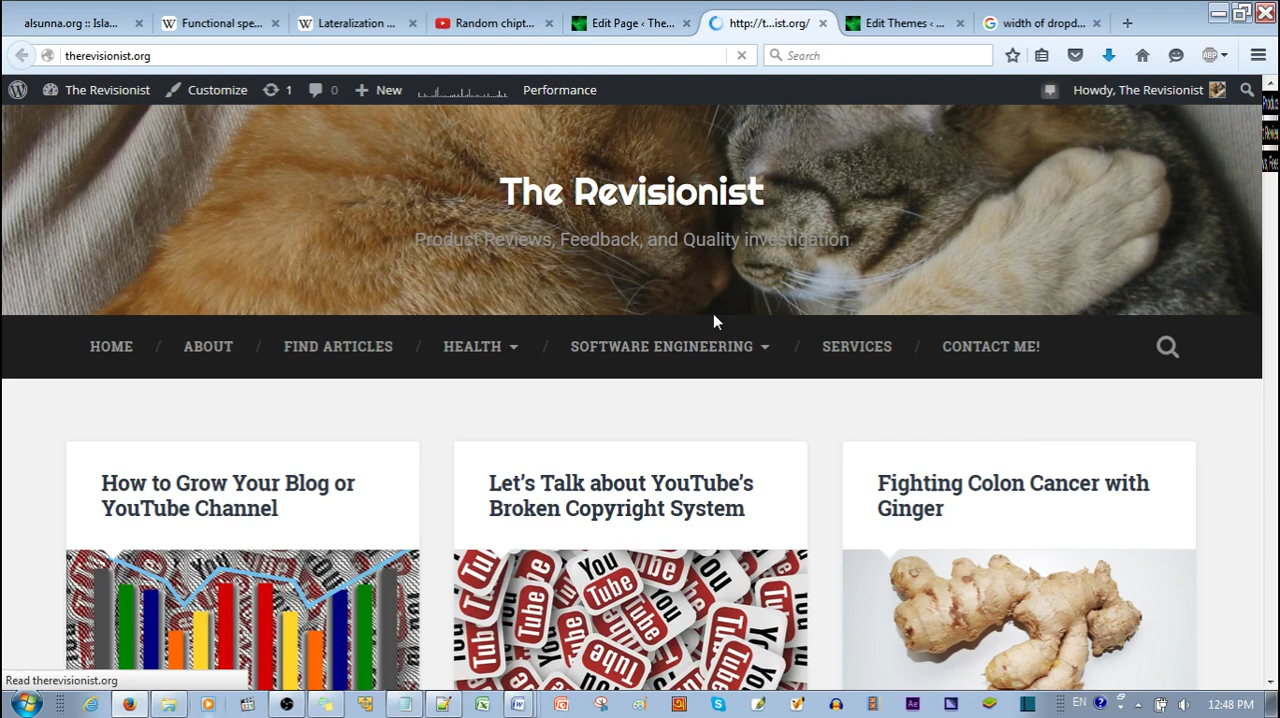 alsunna.org :: Isla...
Functional spe...
Lateralization ...
Random chipt...
Edit Page ‹ The...
http://t...ist.org/
Edit Themes ‹ ...
width of dropd...
therevisionist.org
Search
ABP
The Revisionist
Customize
1
0
New
Performance
Howdy, The Revisionist
The Revisionist
Product Reviews, Feedback, and Quality investigation
HOME / ABOUT / FIND ARTICLES / HEALTH / SOFTWARE ENGINEERING / SERVICES / CONTACT ME!
How to Grow Your Blog or
YouTube Channel
Let's Talk about YouTube's
Broken Copyright System
Fighting Colon Cancer with
Ginger
You
Tube
Read therevisionist.org
EN
12:48 PM